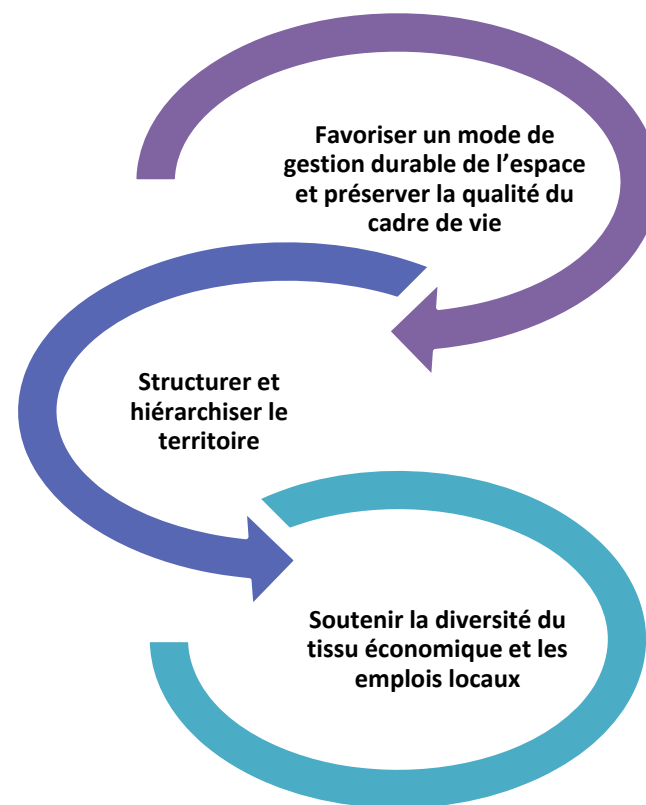 Favoriser un mode de
gestion durable de l’espace
et préserver la qualité du
cadre de vie
Structurer et
hiérarchiser le
territoire
Soutenir la diversité du
tissu économique et les
emplois locaux